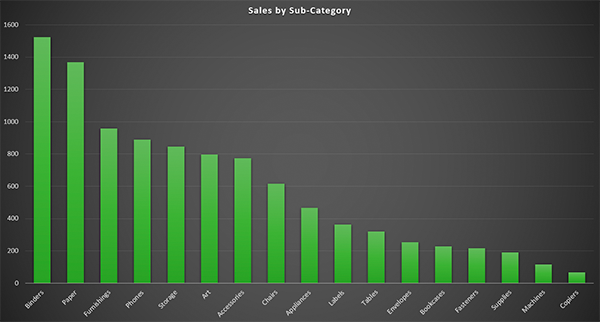 Sales by Sub-Category
1600
1400
1200
1000
800
600
400
200
0
Binders
Paper
Furnishings
Phones
Storage
Art
Accessories
Chairs
Appliances
Labels
Tables
Envelopes
Bookcases
Fasteners
Supplies
Machines
Copiers